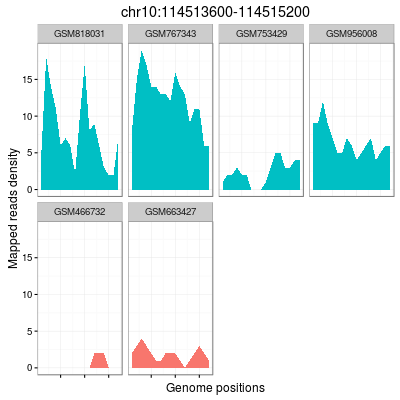 chr10:114513600-114515200
GSM818031 GSM767343 GSM753429 GSM956008
15
10
5
0
GSM466732 GSM663427
15
10
5
0
Mapped reads density
Genome positions